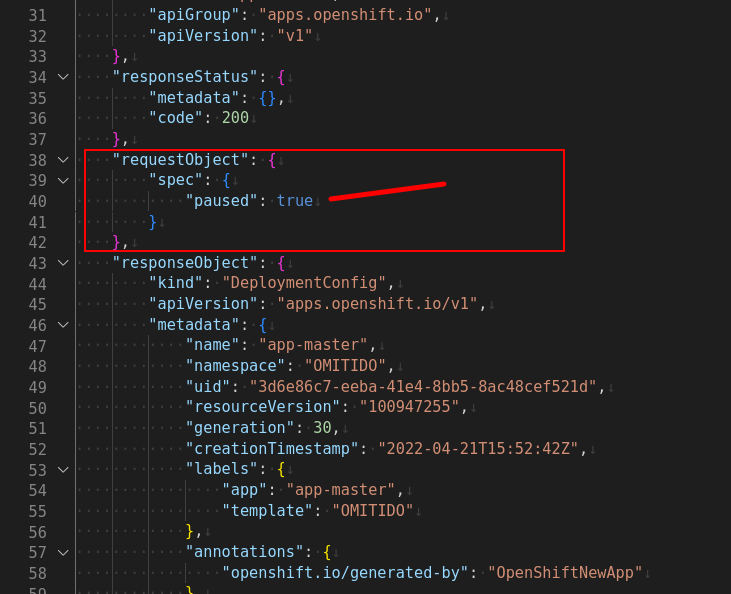 31 "apiGroup": "apps.openshift.io",
32 "apiVersion": "v1"
33 },
34 "responseStatus": {
35 "metadata": {},
36 "code": 200
37 },
38 "requestObject": {
39 "spec": {
40 "paused": true
41 }
42 },
43 "responseObject": {
44 "kind": "DeploymentConfig",
45 "apiVersion": "apps.openshift.io/v1",
46 "metadata": {
47 "name": "app-master",
48 "namespace": "OMITIDO",
49 "uid": "3d6e86c7-eeba-41e4-8bb5-8ac48cef521d",
50 "resourceVersion": "100947255",
51 "generation": 30,
52 "creationTimestamp": "2022-04-21T15:52:42Z",
53 "labels": {
54 "app": "app-master",
55 "template": "OMITIDO"
56 },
57 "annotations": {
58 "openshift.io/generated-by": "OpenShiftNewApp"
59 }